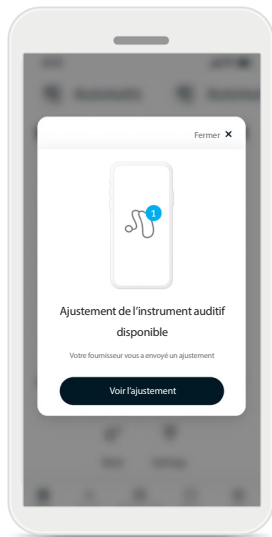 Fermer ×
1
Ajustement de l'instrument auditif
disponible
Votre fournisseur vous a envoyé un ajustement
Voir l'ajustement